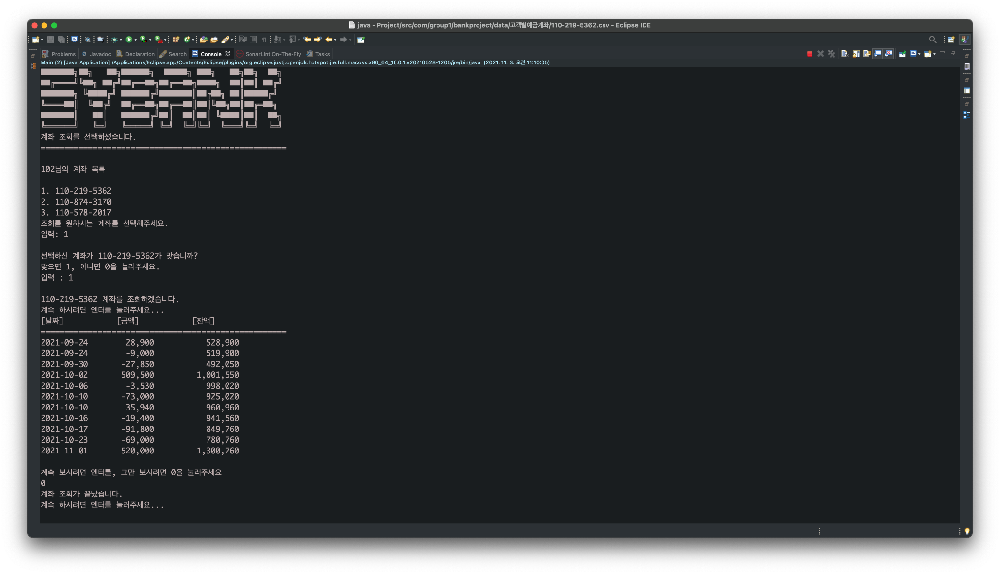 java - Project/src/com/group1/bankproject/data/고객별예금계좌/110-219-5362.csv - Eclipse IDE
Problems Javadoc Declaration Search Console SonarLint On-The-Fly Tasks
Main (2) [Java Application] /Applications/Eclipse.app/Contents/Eclipse/plugins/org.eclipse.justj.openjdk.hotspot.jre.full.macosx.x86_64_16.0.1.v20210528-1205/jre/bin/java (2021. 11. 3. 오전 11:10:05)
SYBANK
계좌 조회를 선택하셨습니다.
====================================================
102님의 계좌 목록
1. 110-219-5362
2. 110-874-3170
3. 110-578-2017
조회를 원하시는 계좌를 선택해주세요.
입력: 1
선택하신 계좌가 110-219-5362가 맞습니까?
맞으면 1, 아니면 0을 눌러주세요.
입력 : 1
110-219-5362 계좌를 조회하겠습니다.
계속 하시려면 엔터를 눌러주세요...
[날짜] [금액] [잔액]
====================================================
2021-09-24 28,900 528,900
2021-09-24 -9,000 519,900
2021-09-30 -27,850 492,050
2021-10-02 509,500 1,001,550
2021-10-06 -3,530 998,020
2021-10-10 -73,000 925,020
2021-10-10 35,940 960,960
2021-10-16 -19,400 941,560
2021-10-17 -91,800 849,760
2021-10-23 -69,000 780,760
2021-11-01 520,000 1,300,760
계속 보시려면 엔터를, 그만 보시려면 0을 눌러주세요
0
계좌 조회가 끝났습니다.
계속 하시려면 엔터를 눌러주세요...